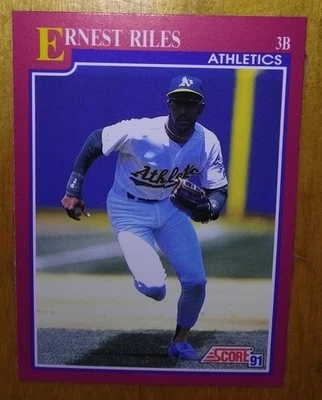 ERNEST RILES
3B
ATHLETICS
A's
Athletics
SCORE 91